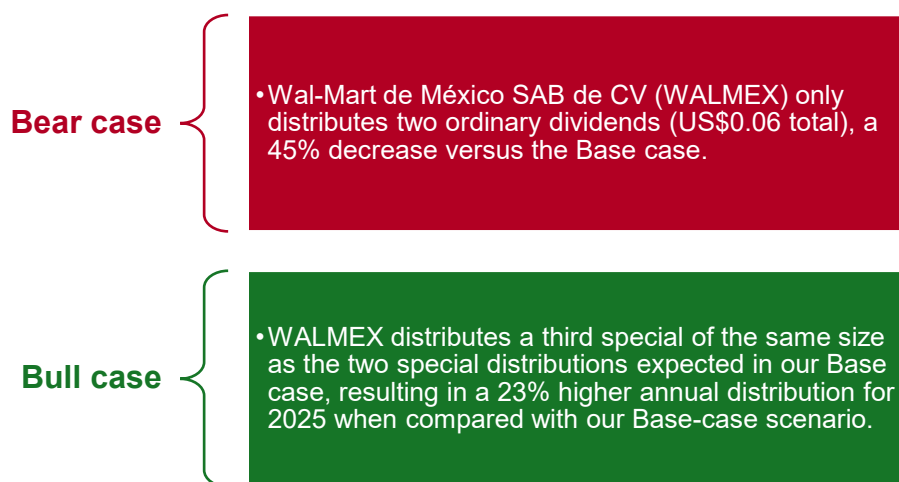 Bear case
•Wal-Mart de México SAB de CV (WALMEX) only
distributes two ordinary dividends (US$0.06 total), a
45% decrease versus the Base case.
Bull case
•WALMEX distributes a third special of the same size
as the two special distributions expected in our Base
case, resulting in a 23% higher annual distribution for
2025 when compared with our Base-case scenario.